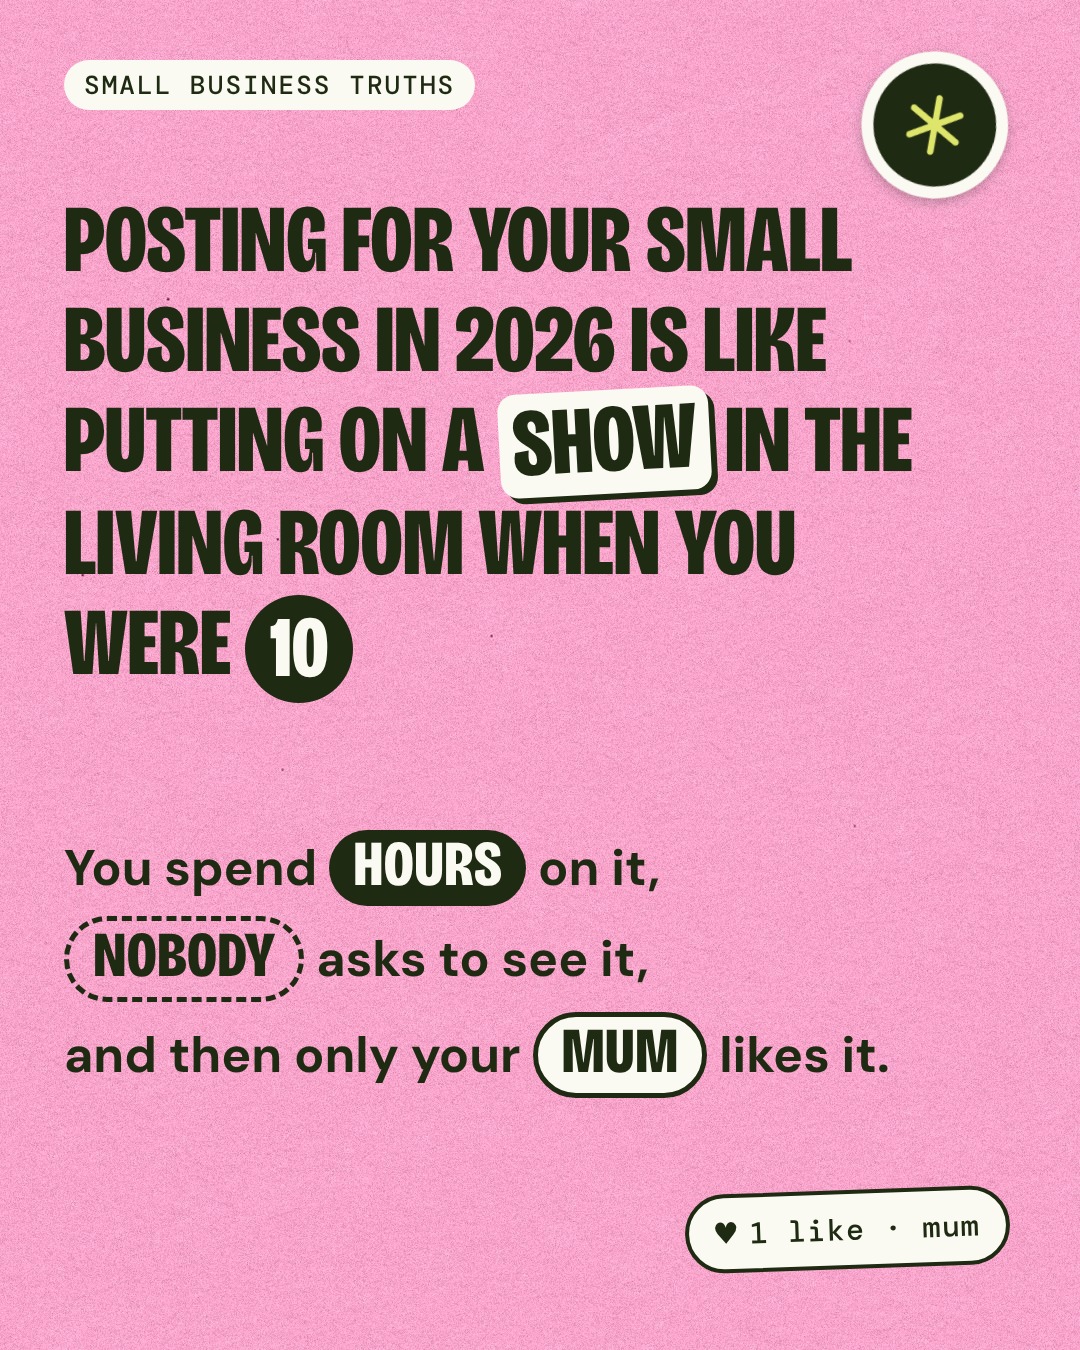 SMALL BUSINESS TRUTHS
POSTING FOR YOUR SMALL
BUSINESS IN 2026 IS LIKE
PUTTING ON A SHOW IN THE
LIVING ROOM WHEN YOU
WERE 10
You spend HOURS on it,
NOBODY asks to see it,
and then only your MUM likes it.
♥ 1 like · mum